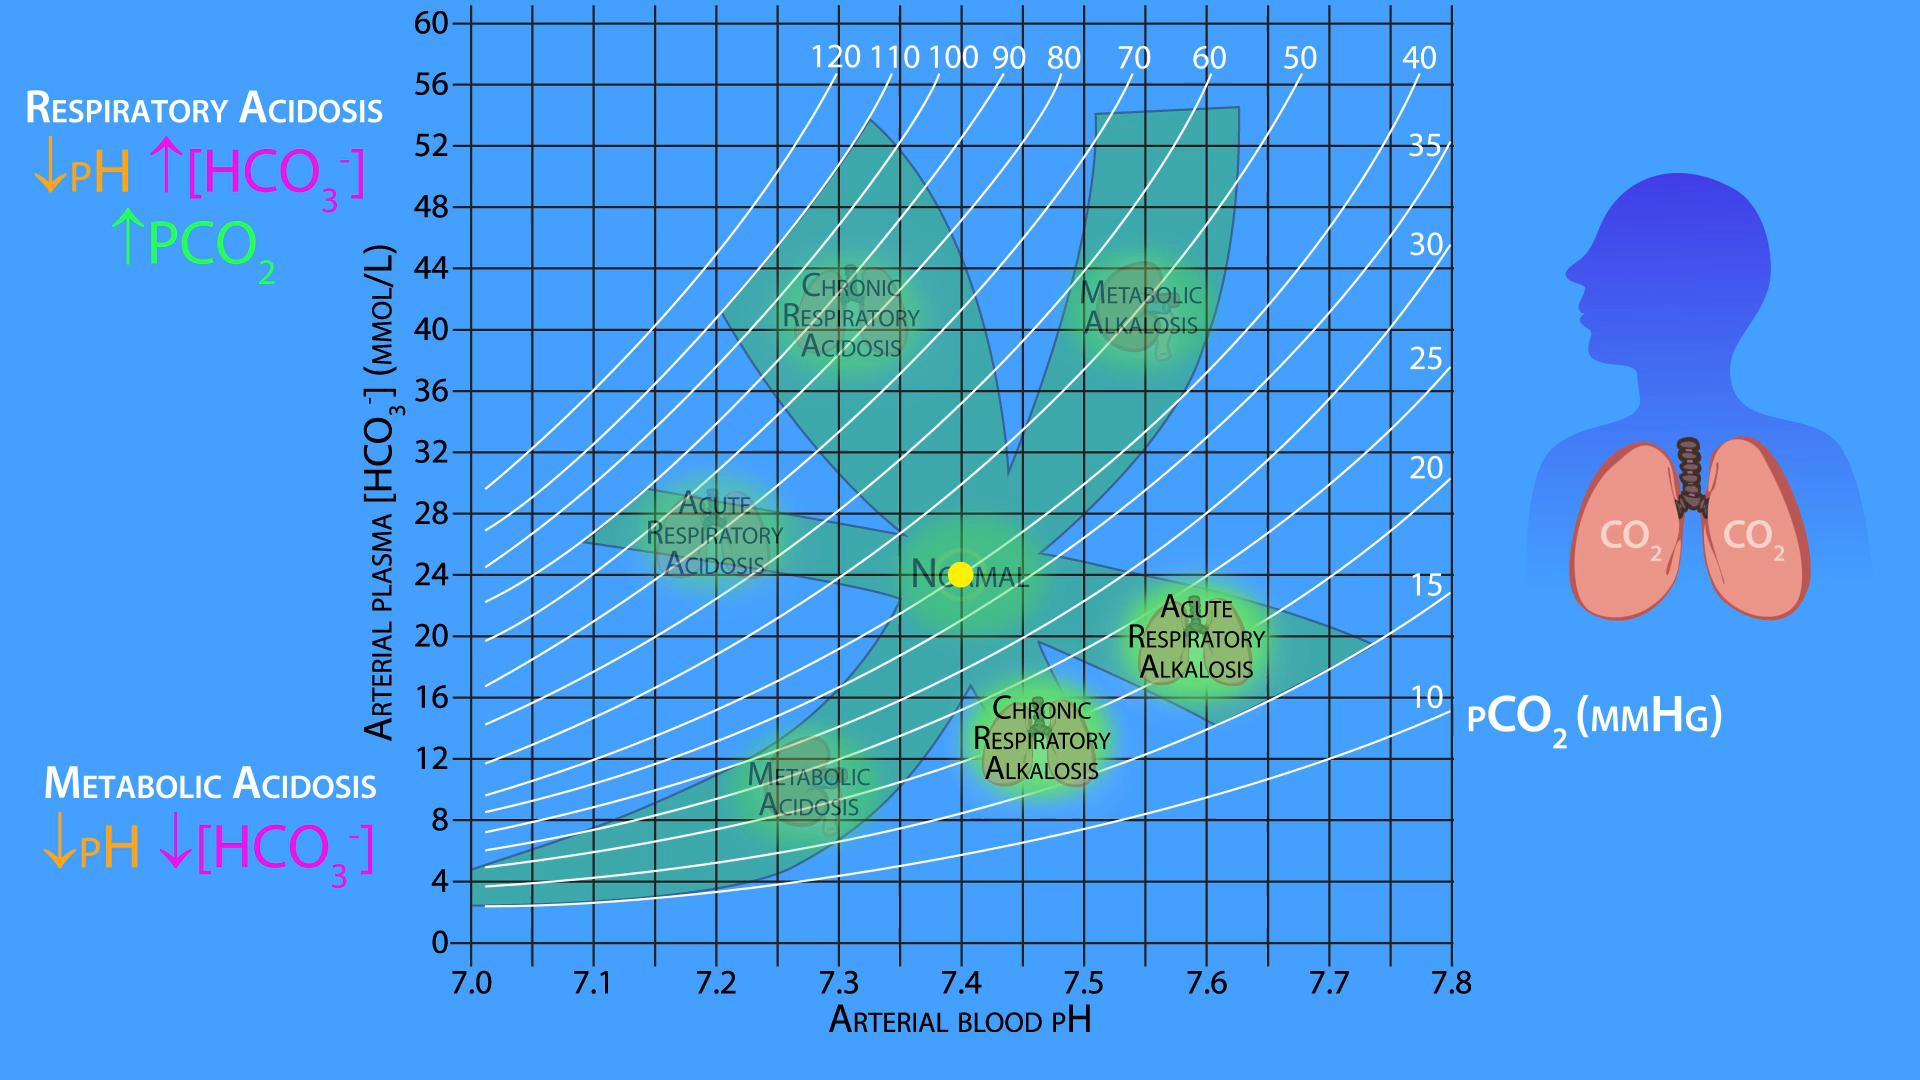 RESPIRATORY ACIDOSIS
↓PH ↑[HCO3-]
↑PCO2
METABOLIC ACIDOSIS
↓PH ↓[HCO3-]
ARTERIAL PLASMA [HCO3-] (MMOL/L)
60
56
52
48
44
40
36
32
28
24
20
16
12
8
4
0
120 110 100 90 80 70 60 50 40
35
30
25
20
15
10
CHRONIC
RESPIRATORY
ACIDOSIS
METABOLIC
ALKALOSIS
ACUTE
RESPIRATORY
ACIDOSIS
NORMAL
ACUTE
RESPIRATORY
ALKALOSIS
CHRONIC
RESPIRATORY
ALKALOSIS
METABOLIC
ACIDOSIS
7.0 7.1 7.2 7.3 7.4 7.5 7.6 7.7 7.8
ARTERIAL BLOOD PH
CO2 CO2
PCO2 (MMHG)